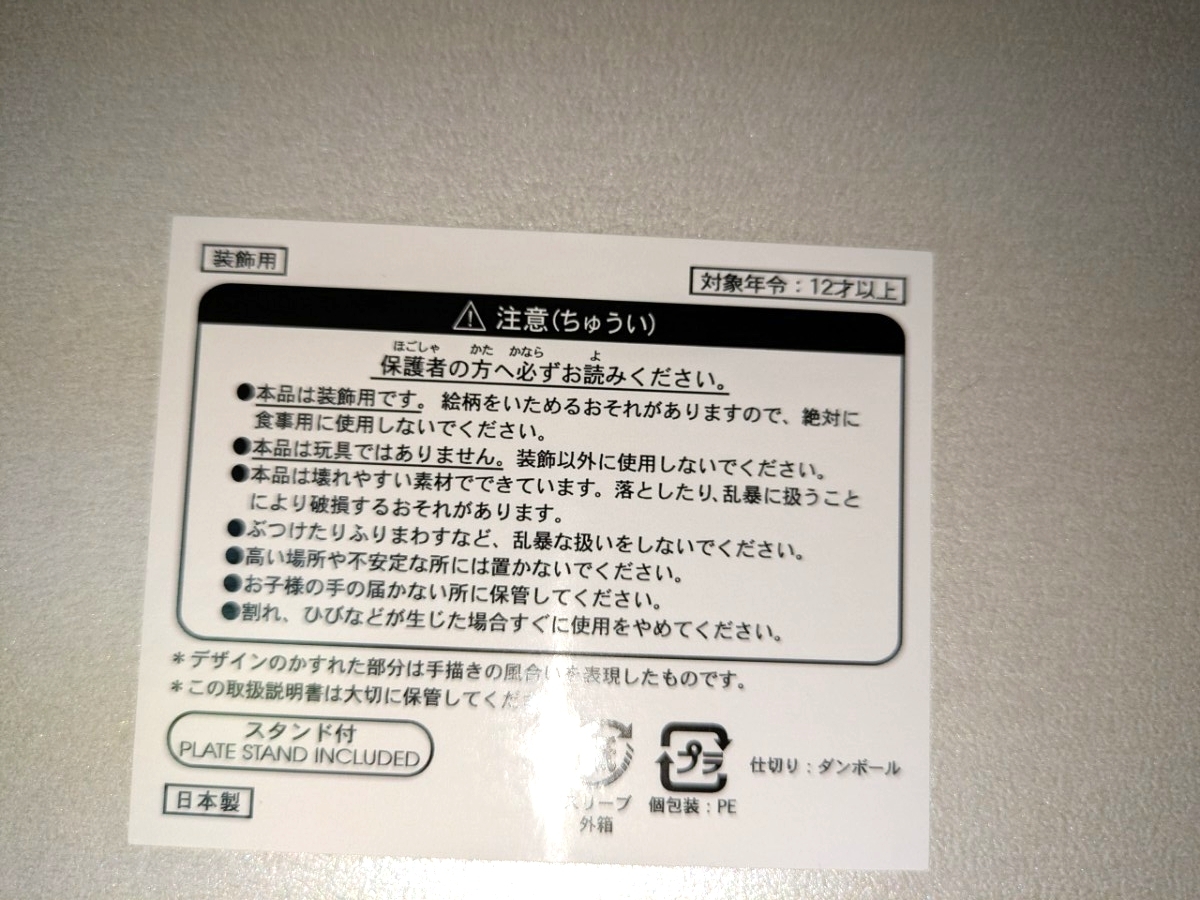 装飾用
対象年令：12才以上
注意(ちゅうい)
ほごしゃ かた かなら よ
保護者の方へ必ずお読みください。
●本品は装飾用です。絵柄をいためるおそれがありますので、絶対に
食事用に使用しないでください。
●本品は玩具ではありません。装飾以外に使用しないでください。
●本品は壊れやすい素材でできています。落としたり、乱暴に扱うこと
により破損するおそれがあります。
●ぶつけたりふりまわすなど、乱暴な扱いをしないでください。
●高い場所や不安定な所には置かないでください。
●お子様の手の届かない所に保管してください。
●割れ、ひびなどが生じた場合すぐに使用をやめてください。
＊デザインのかすれた部分は手描きの風合いを表現したものです。
＊この取扱説明書は大切に保管してくだ
スタンド付
PLATE STAND INCLUDED
日本製
リーブ
外箱
プラ
個包装：PE
仕切り：ダンボール